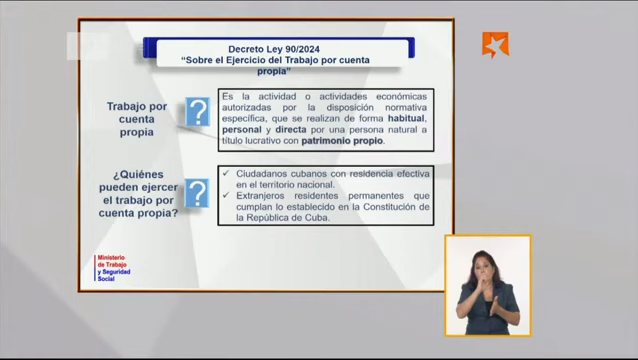 Decreto Ley 90/2024
“Sobre el Ejercicio del Trabajo por cuenta
propia”
Trabajo por
cuenta
propia
?
Es la actividad o actividades económicas
autorizadas por la disposición normativa
específica, que se realizan de forma habitual,
personal y directa por una persona natural a
título lucrativo con patrimonio propio.
¿Quiénes
pueden ejercer
el trabajo por
cuenta propia?
?
✓ Ciudadanos cubanos con residencia efectiva
en el territorio nacional.
✓ Extranjeros residentes permanentes que
cumplan lo establecido en la Constitución de
la República de Cuba.
Ministerio
de Trabajo
y Seguridad
Social